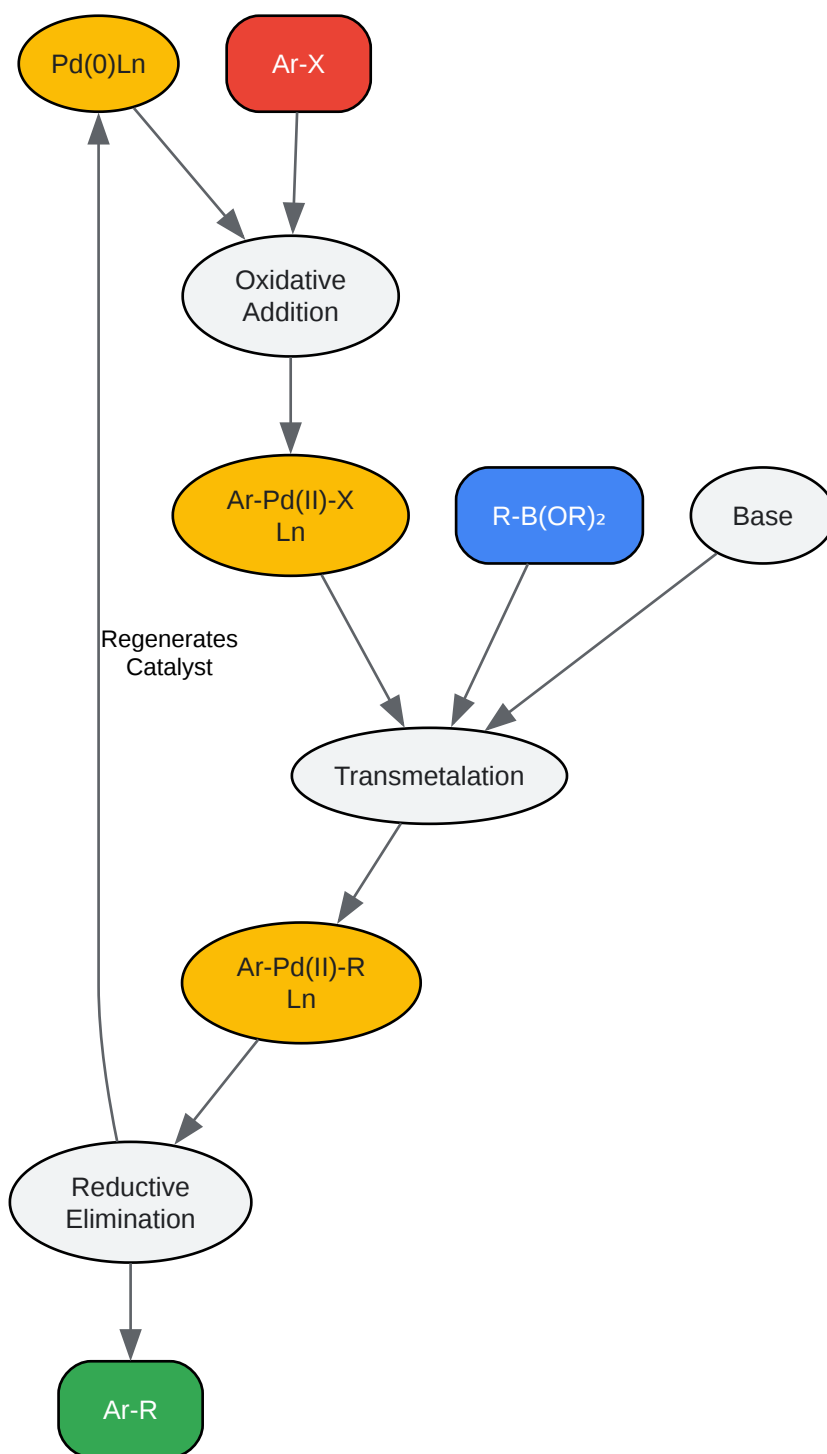 Pd(0)Ln
Ar-X
Oxidative
Addition
Ar-Pd(II)-X
Ln
R-B(OR)₂
Base
Regenerates
Catalyst
Transmetalation
Ar-Pd(II)-R
Ln
Reductive
Elimination
Ar-R